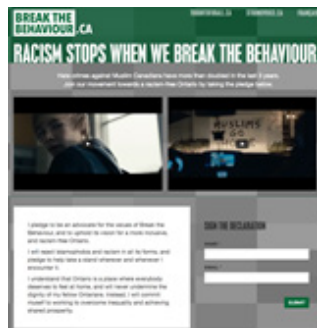 BREAK THE
BEHAVIOUR.CA
FRANÇAIS
RACISM STOPS WHEN WE BREAK THE BEHAVIOUR
Hate crimes against Muslim Canadians have more than doubled in the last 3 years.
Join our movement towards a racism-free Ontario by taking the pledge below.
MUSLIMS
GO
I pledge to be an advocate for the values of Break the
Behaviour, and to uphold its vision for a more inclusive,
and racism-free Ontario.
I will reject Islamophobia and racism in all its forms, and
pledge to help take a stand wherever and whenever I
encounter it.
I understand that Ontario is a place where everybody
deserves to feel at home, and will never undermine the
dignity of my fellow Ontarians. Instead, I will commit
myself to working to overcome inequality and achieving
shared prosperity.
SIGN THE DECLARATION
NAME
EMAIL
SUBMIT